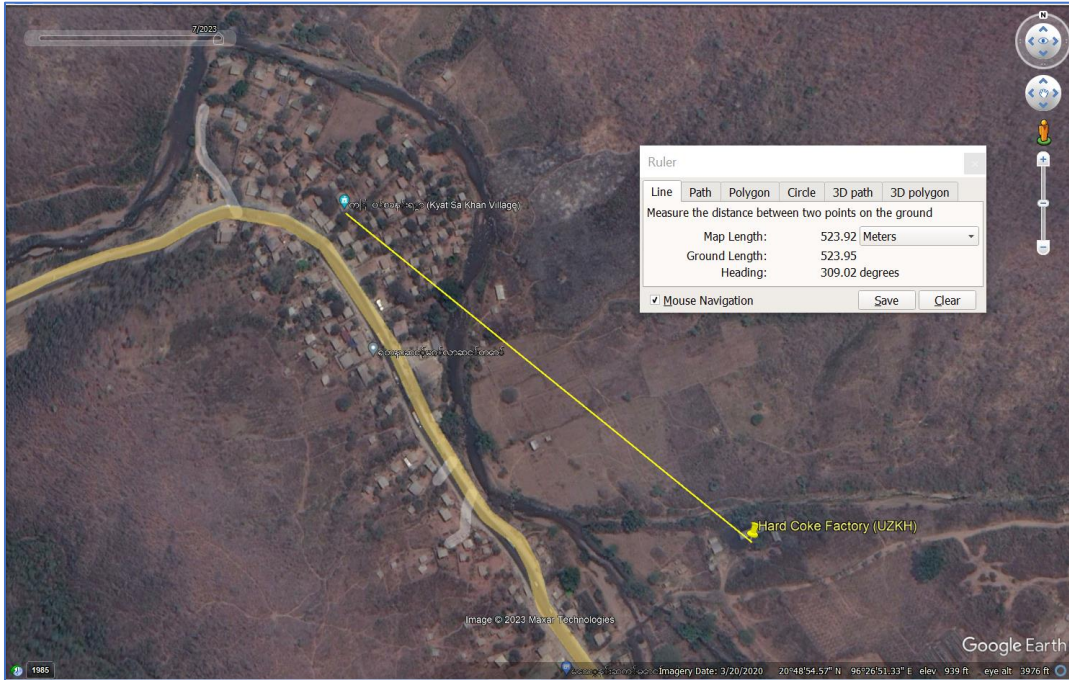 7/2023
N
Ruler
Line Path Polygon Circle 3D path 3D polygon
Measure the distance between two points on the ground
Map Length: 523.92 Meters
Ground Length: 523.95
Heading: 309.02 degrees
Mouse Navigation Save Clear
(Kyat Sa Khan Village)
Hard Coke Factory (UZKH)
Image © 2023 Maxar Technologies
Google Earth
1985
Imagery Date: 3/20/2020 20°48'54.57" N 96°26'51.33" E elev 939 ft eye alt 3976 ft